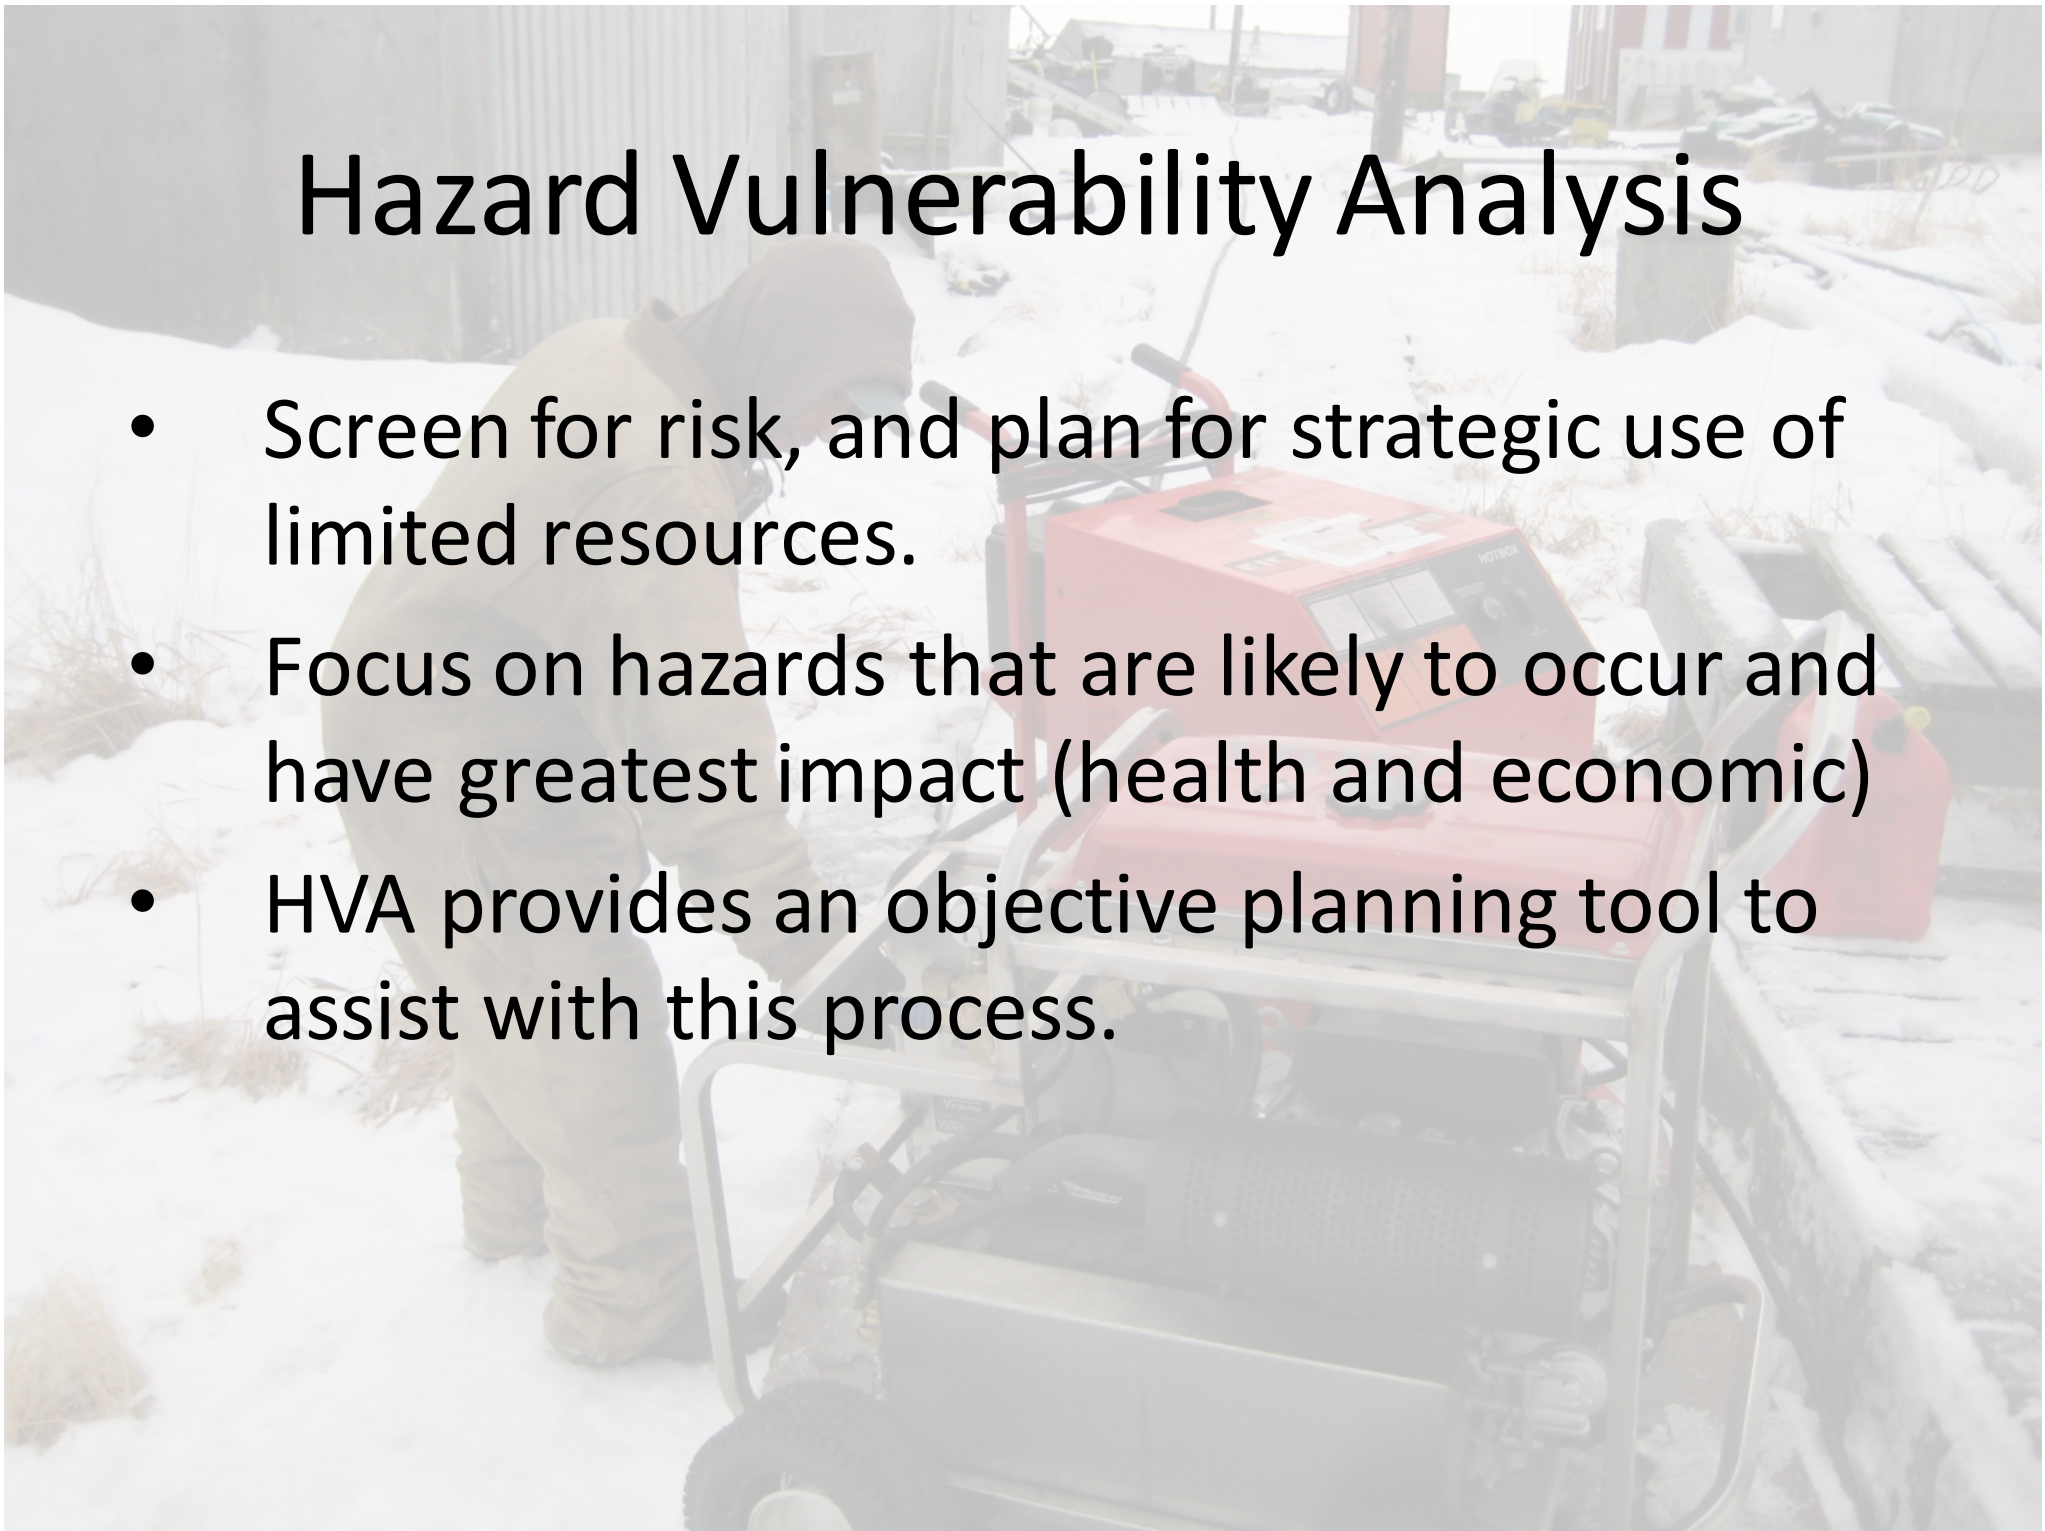 Hazard Vulnerability Analysis
• Screen for risk, and plan for strategic use of
limited resources.
• Focus on hazards that are likely to occur and
have greatest impact (health and economic)
• HVA provides an objective planning tool to
assist with this process.
HOTBOX